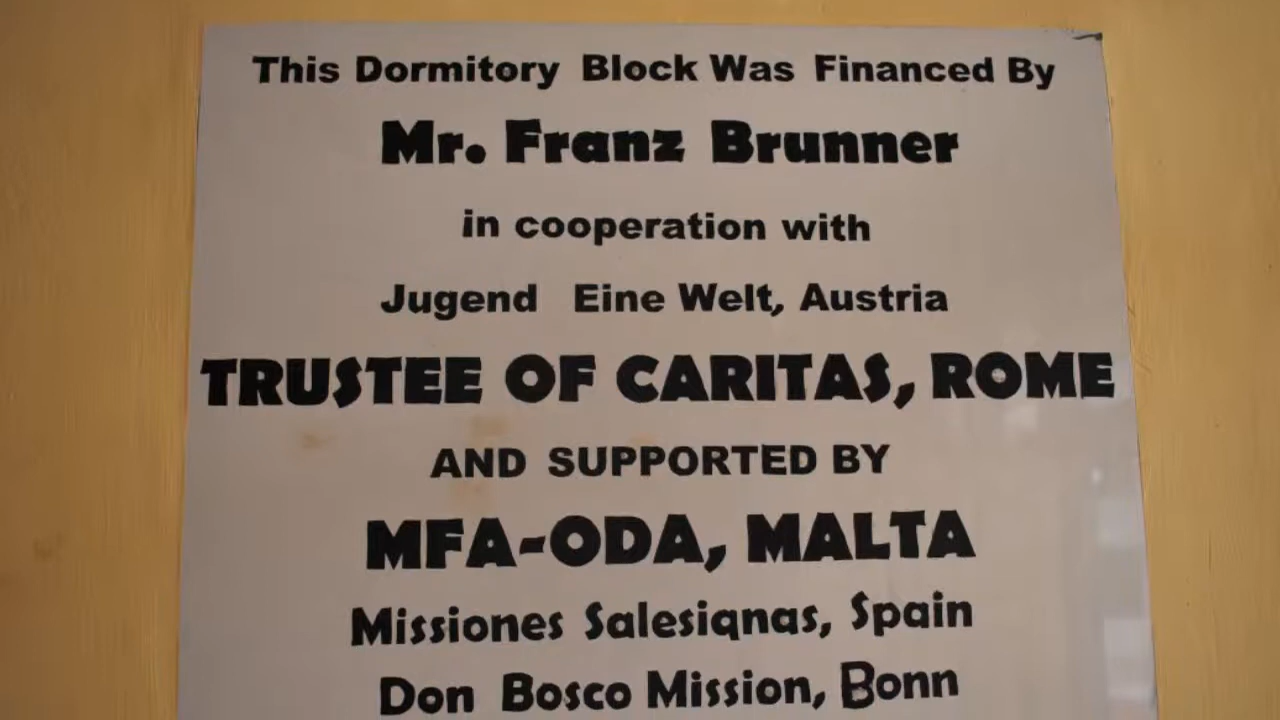 This Dormitory Block Was Financed By
Mr. Franz Brunner
in cooperation with
Jugend Eine Welt, Austria
TRUSTEE OF CARITAS, ROME
AND SUPPORTED BY
MFA-ODA, MALTA
Missiones Salesianas, Spain
Don Bosco Mission, Bonn